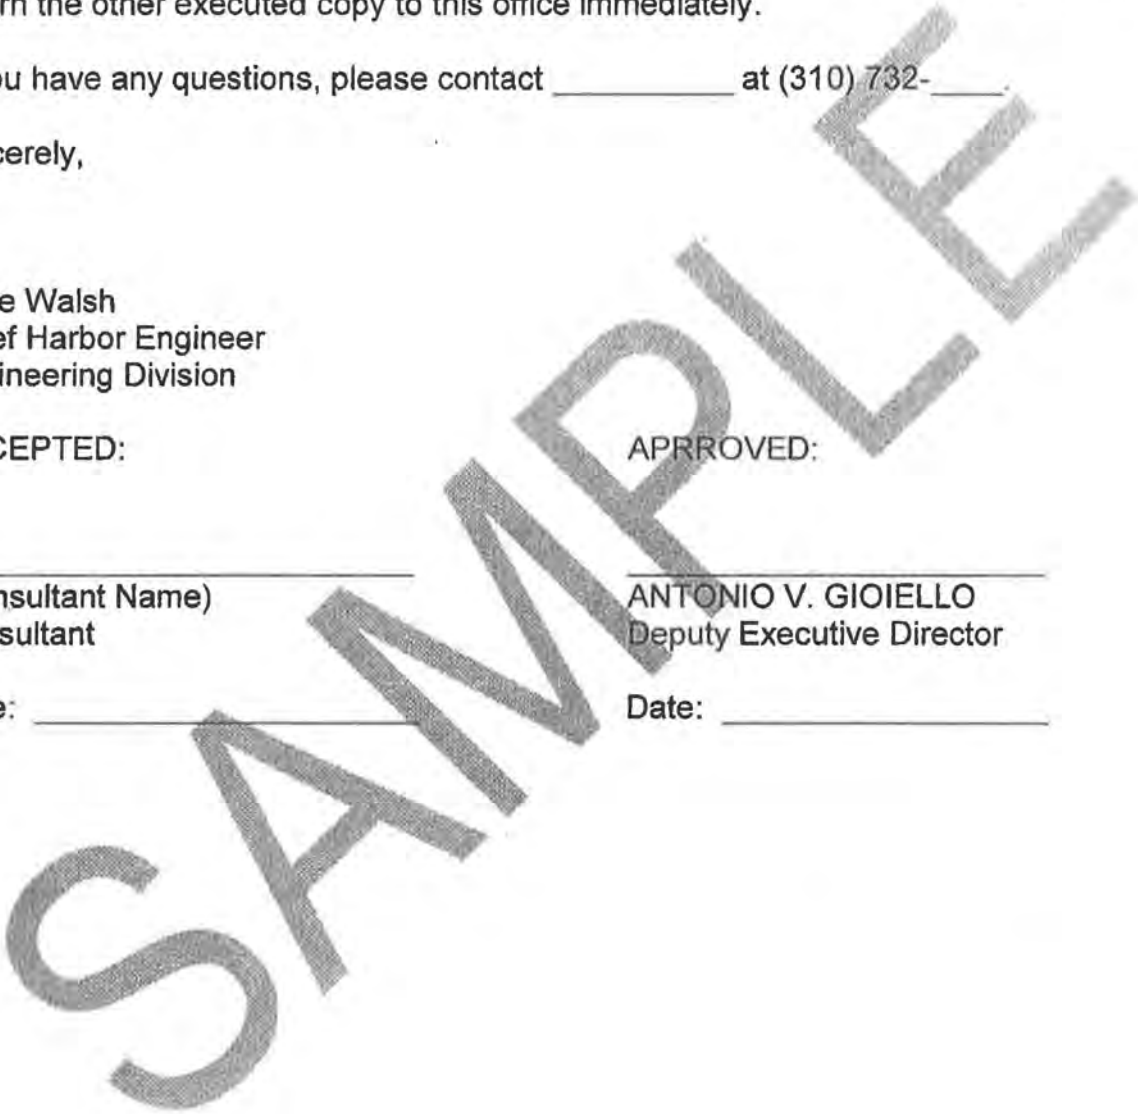 rn the other executed copy to this office immediately.
ou have any questions, please contact __________ at (310) 732-____.
cerely,
e Walsh
ef Harbor Engineer
ineering Division
CEPTED:
APRROVED:
nsultant Name)
sultant
ANTONIO V. GIOIELLO
Deputy Executive Director
e: ____________________
Date: __________________
SAMPLE